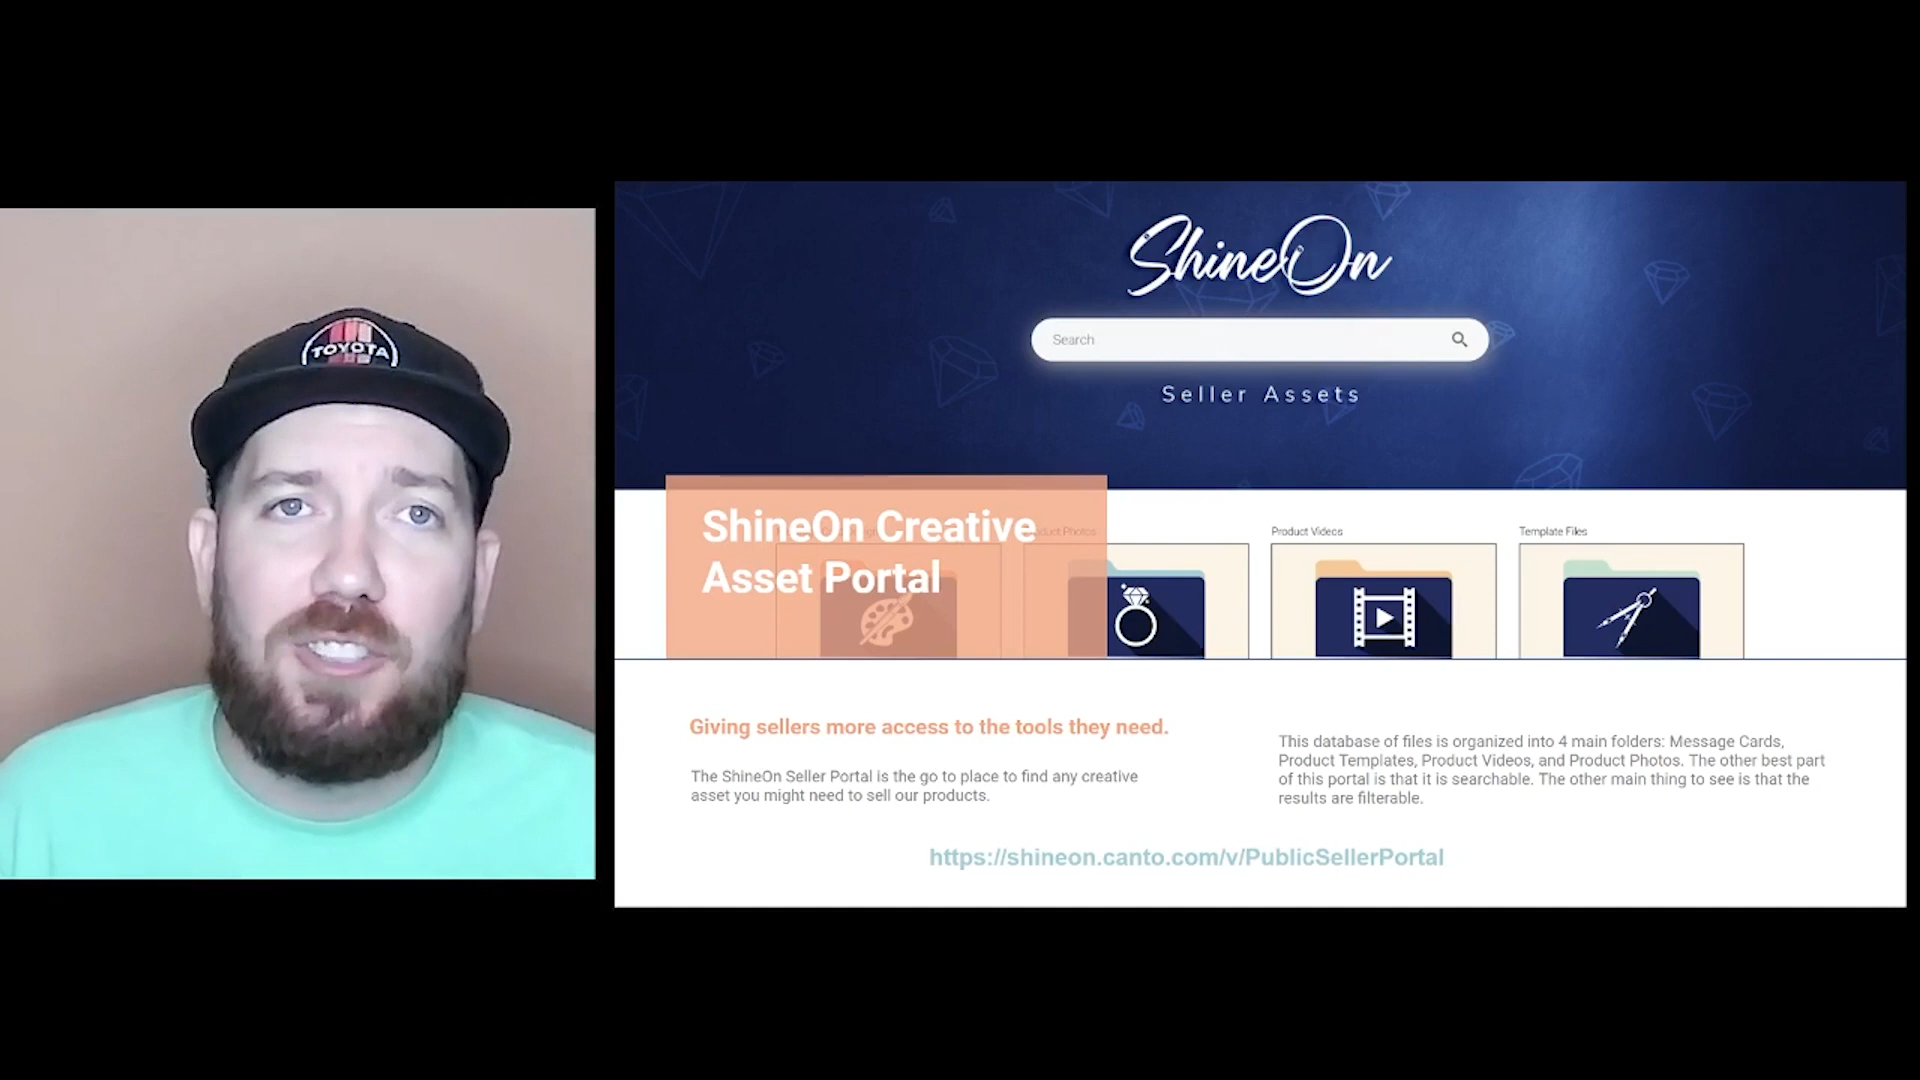 TOYOTA
ShineOn
Search
Seller Assets
ShineOn Creative
Asset Portal
Product Photos
Product Videos
Template Files
Giving sellers more access to the tools they need.
The ShineOn Seller Portal is the go to place to find any creative
asset you might need to sell our products.
This database of files is organized into 4 main folders: Message Cards,
Product Templates, Product Videos, and Product Photos. The other best part
of this portal is that it is searchable. The other main thing to see is that the
results are filterable.
https://shineon.canto.com/v/PublicSellerPortal